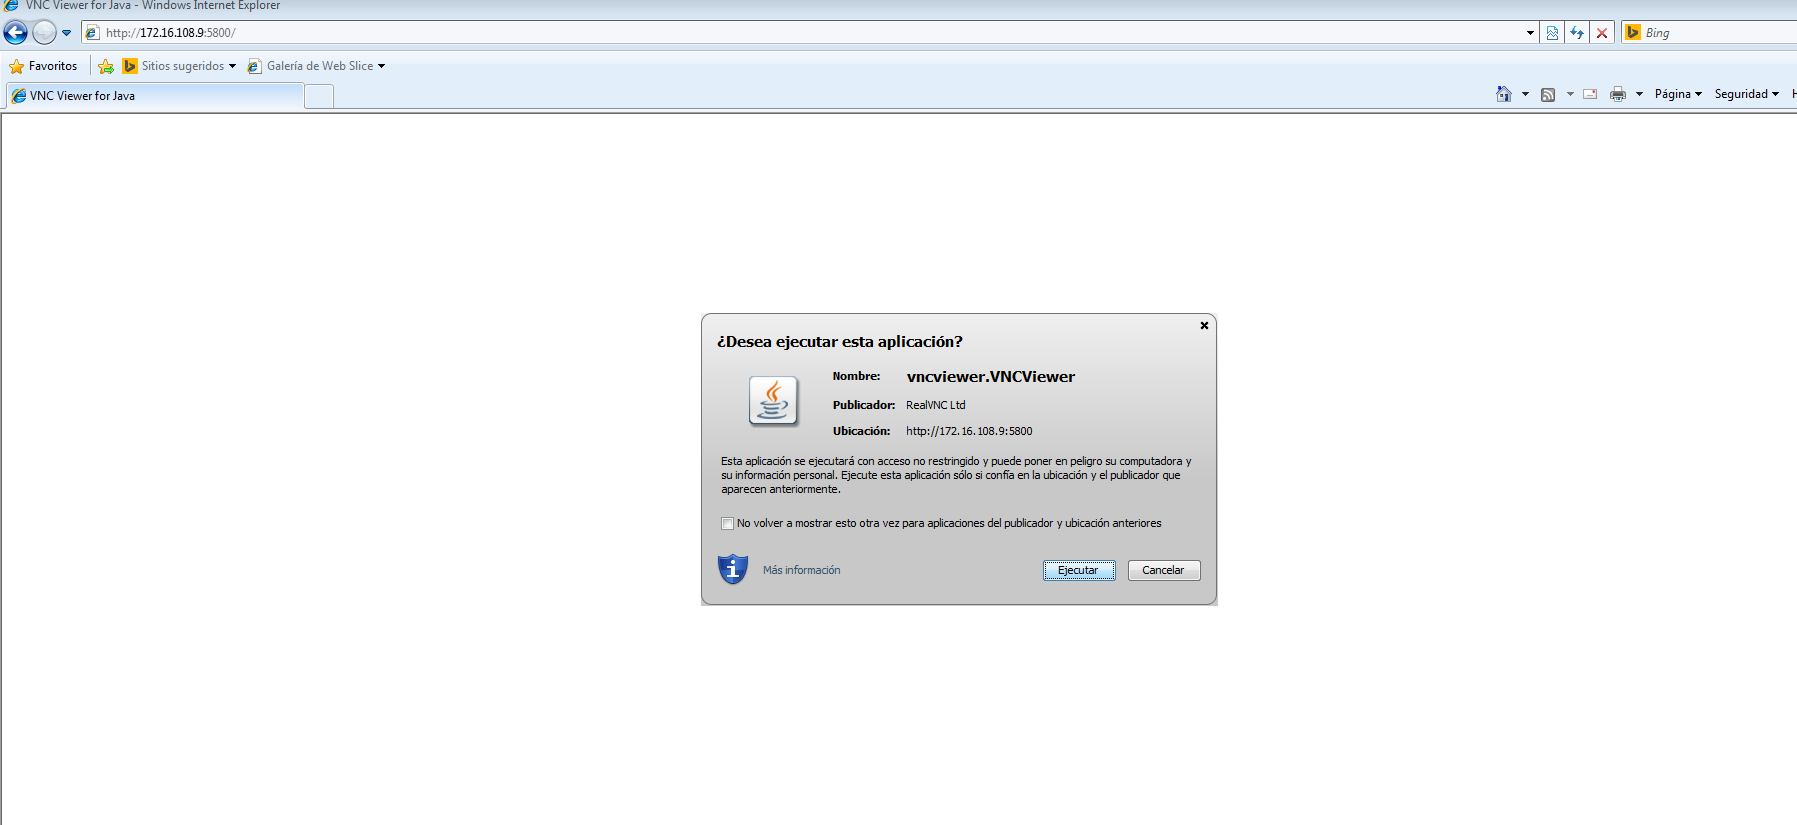 VNC Viewer for Java - Windows Internet Explorer
http://172.16.108.9:5800/
Bing
Favoritos
Sitios sugeridos
Galería de Web Slice
VNC Viewer for Java
Página
Seguridad
¿Desea ejecutar esta aplicación?
Nombre: vncviewer.VNCViewer
Publicador: RealVNC Ltd
Ubicación: http://172.16.108.9:5800
Esta aplicación se ejecutará con acceso no restringido y puede poner en peligro su computadora y
su información personal. Ejecute esta aplicación sólo si confía en la ubicación y el publicador que
aparecen anteriormente.
No volver a mostrar esto otra vez para aplicaciones del publicador y ubicación anteriores
Más información
Ejecutar
Cancelar